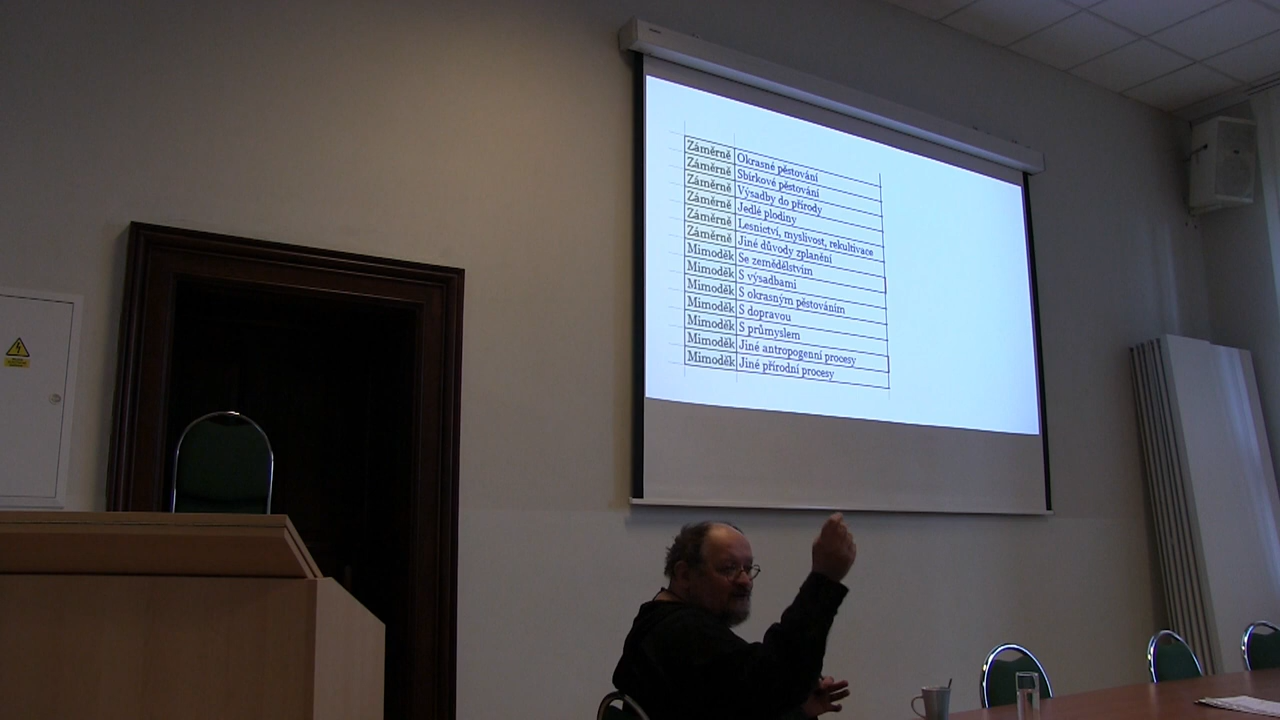 Záměrně Okrasné pěstování
Záměrně Sbírkové pěstování
Záměrně Výsadby do přírody
Záměrně Jedlé plodiny
Záměrně Lesnictví, myslivost, rekultivace
Záměrně Jiné důvody zplanění
Mimoděk Se zemědělstvím
Mimoděk S výsadbami
Mimoděk S okrasným pěstováním
Mimoděk S dopravou
Mimoděk S průmyslem
Mimoděk Jiné antropogenní procesy
Mimoděk Jiné přírodní procesy